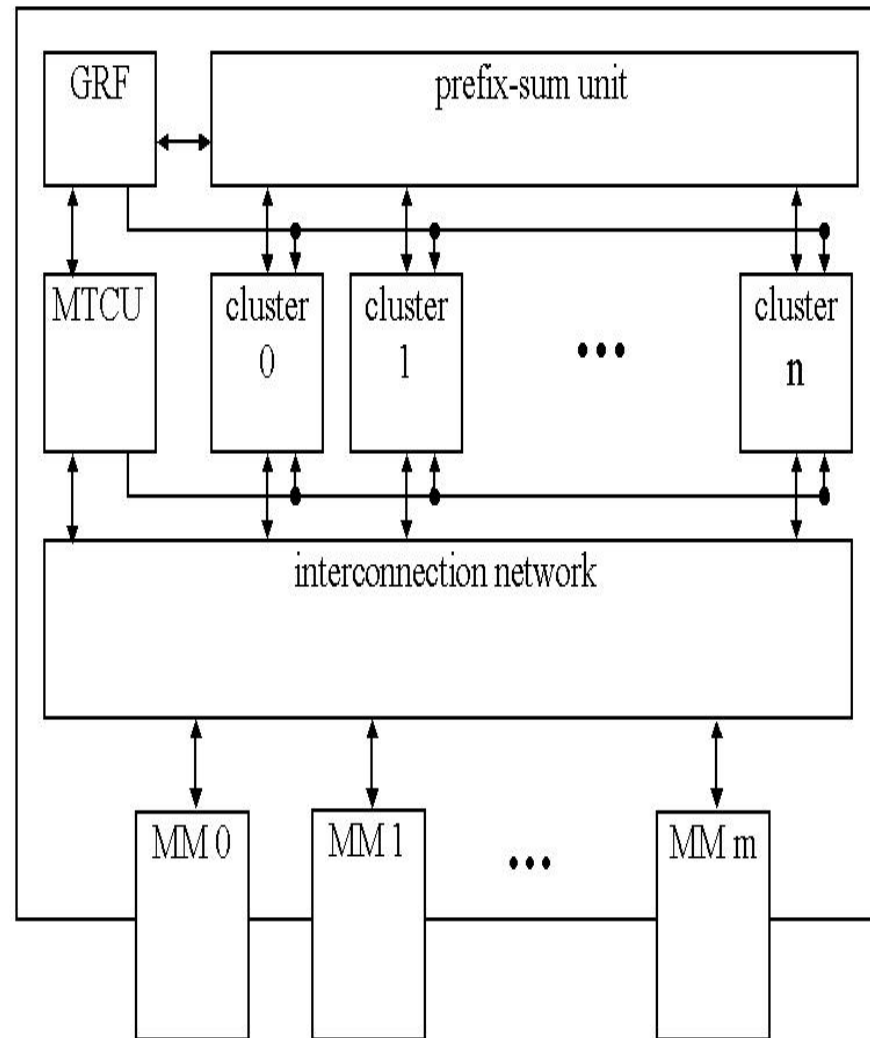 GRF
prefix-sum unit
MTCU
cluster
0
cluster
1
•••
cluster
n
interconnection network
MM 0
MM 1
•••
MM m